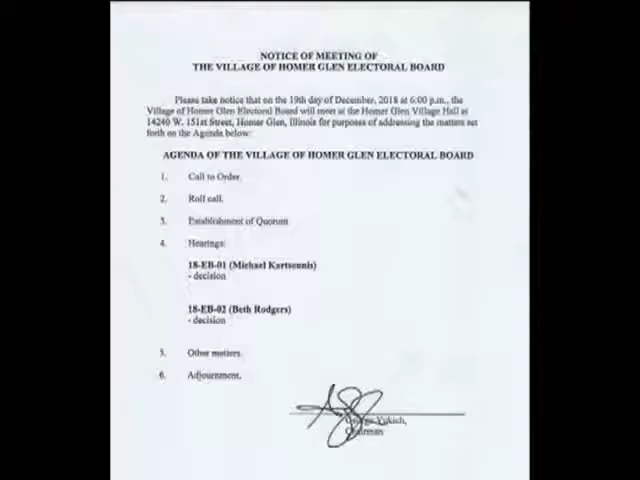 NOTICE OF MEETING OF
THE VILLAGE OF HOMER GLEN ELECTORAL BOARD
Please take notice that on the 19th day of December, 2018 at 6:00 p.m., the
Village of Homer Glen Electoral Board will meet at the Homer Glen Village Hall at
14240 W. 151st Street, Homer Glen, Illinois for purposes of addressing the matters set
forth on the Agenda below:
AGENDA OF THE VILLAGE OF HOMER GLEN ELECTORAL BOARD
1. Call to Order.
2. Roll call.
3. Establishment of Quorum
4. Hearings:
18-EB-01 (Michael Kartsounis)
- decision
18-EB-02 (Beth Rodgers)
- decision
5. Other matters.
6. Adjournment.
George Yukich,
Chairman